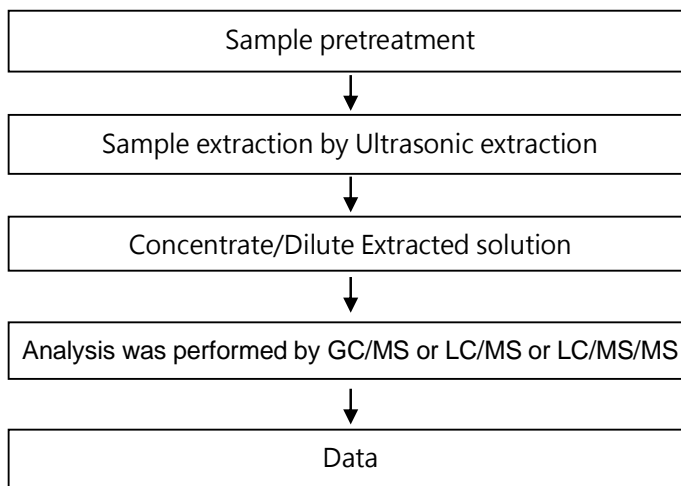 Sample pretreatment
Sample extraction by Ultrasonic extraction
Concentrate/Dilute Extracted solution
Analysis was performed by GC/MS or LC/MS or LC/MS/MS
Data